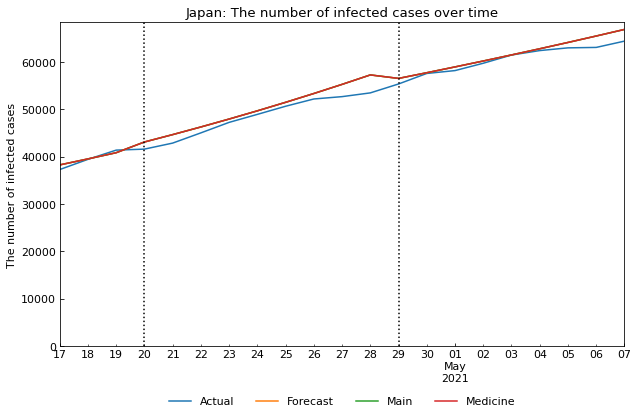 Japan: The number of infected cases over time
The number of infected cases
60000
50000
40000
30000
20000
10000
0
17 18 19 20 21 22 23 24 25 26 27 28 29 30 01 02 03 04 05 06 07
May
2021
Actual Forecast Main Medicine